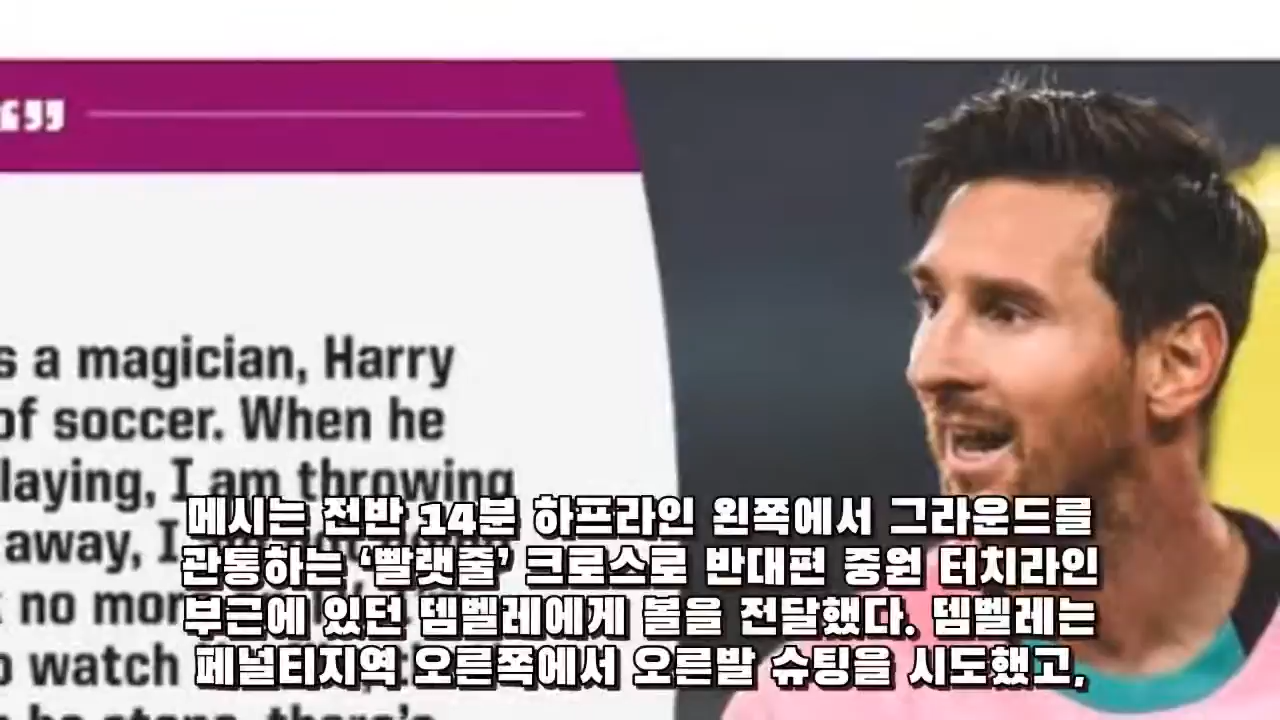 “”
s a magician, Harry
of soccer. When he
laying, I am throwing
away, I
no mor
watch
메시는 전반 14분 하프라인 왼쪽에서 그라운드를
관통하는 ‘빨랫줄’ 크로스로 반대편 중원 터치라인
부근에 있던 뎀벨레에게 볼을 전달했다. 뎀벨레는
페널티지역 오른쪽에서 오른발 슈팅을 시도했고,